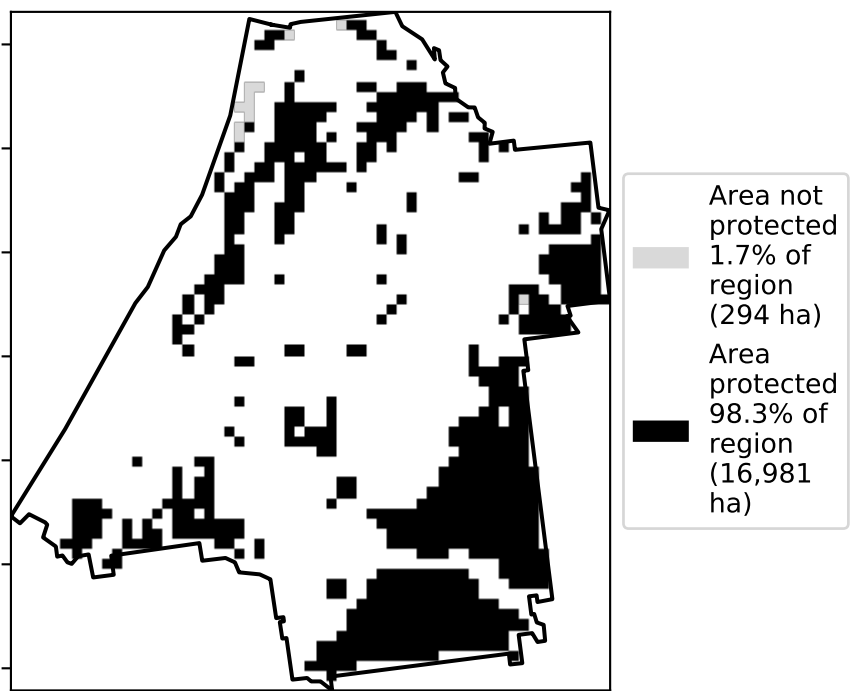 Area not
protected
1.7% of
region
(294 ha)
Area
protected
98.3% of
region
(16,981
ha)